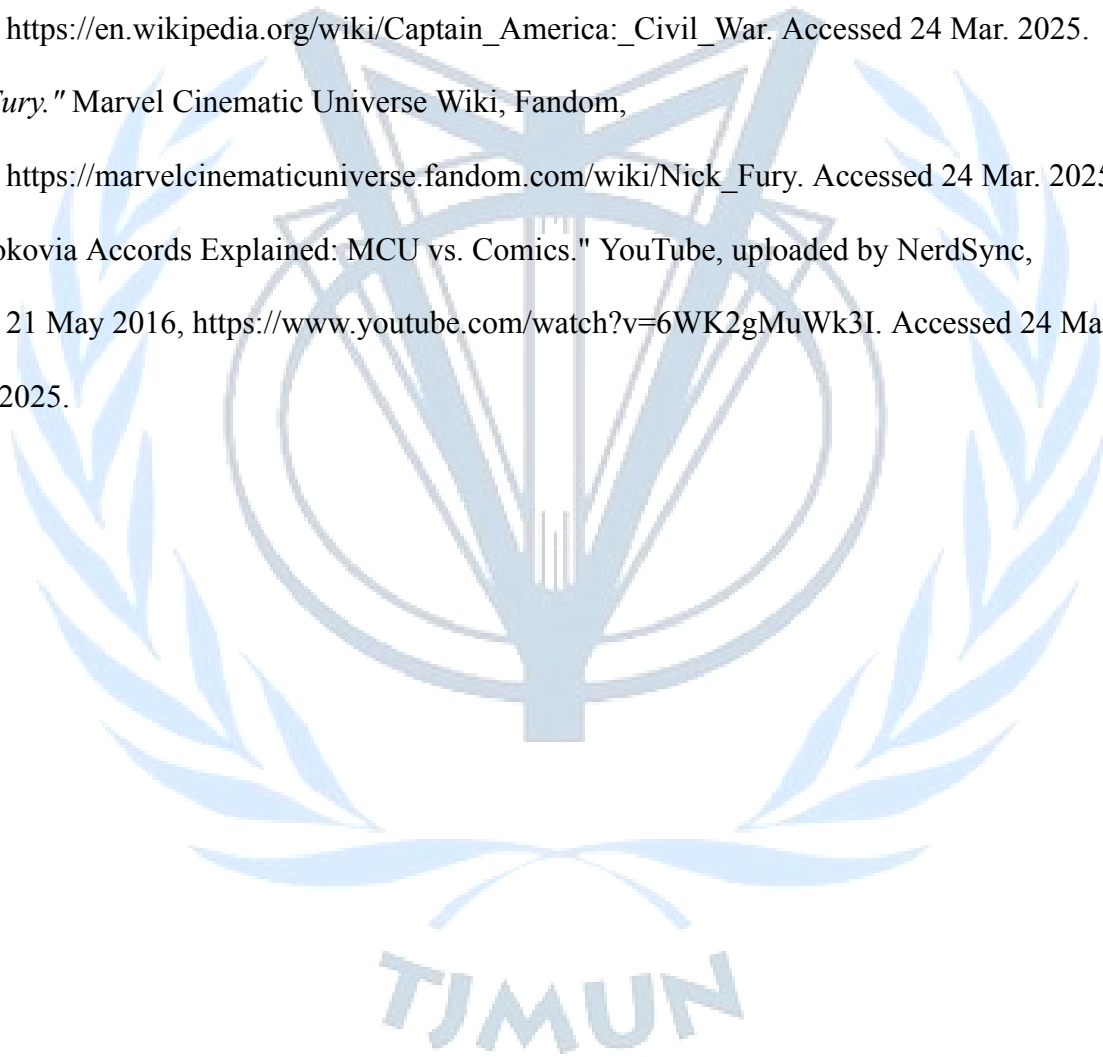 https://en.wikipedia.org/wiki/Captain_America:_Civil_War. Accessed 24 Mar. 2025.
Fury." Marvel Cinematic Universe Wiki, Fandom,
https://marvelcinematicuniverse.fandom.com/wiki/Nick_Fury. Accessed 24 Mar. 2025
okovia Accords Explained: MCU vs. Comics." YouTube, uploaded by NerdSync,
21 May 2016, https://www.youtube.com/watch?v=6WK2gMuWk3I. Accessed 24 Ma
2025.
TJMUN